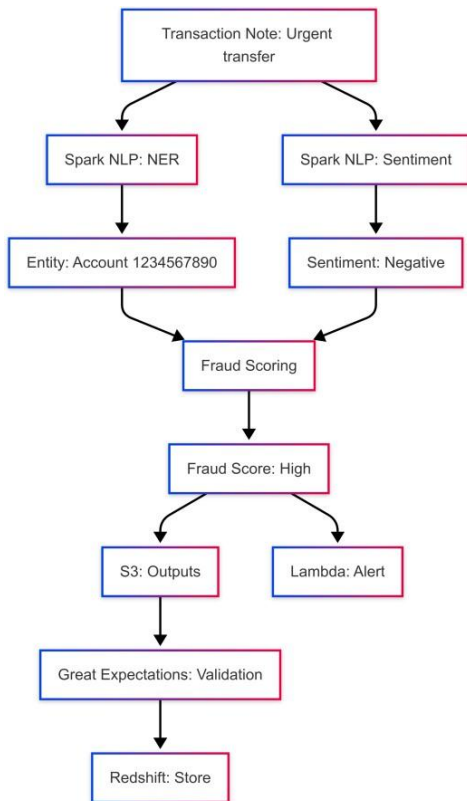 Transaction Note: Urgent
transfer
Spark NLP: NER
Spark NLP: Sentiment
Entity: Account 1234567890
Sentiment: Negative
Fraud Scoring
Fraud Score: High
S3: Outputs
Lambda: Alert
Great Expectations: Validation
Redshift: Store